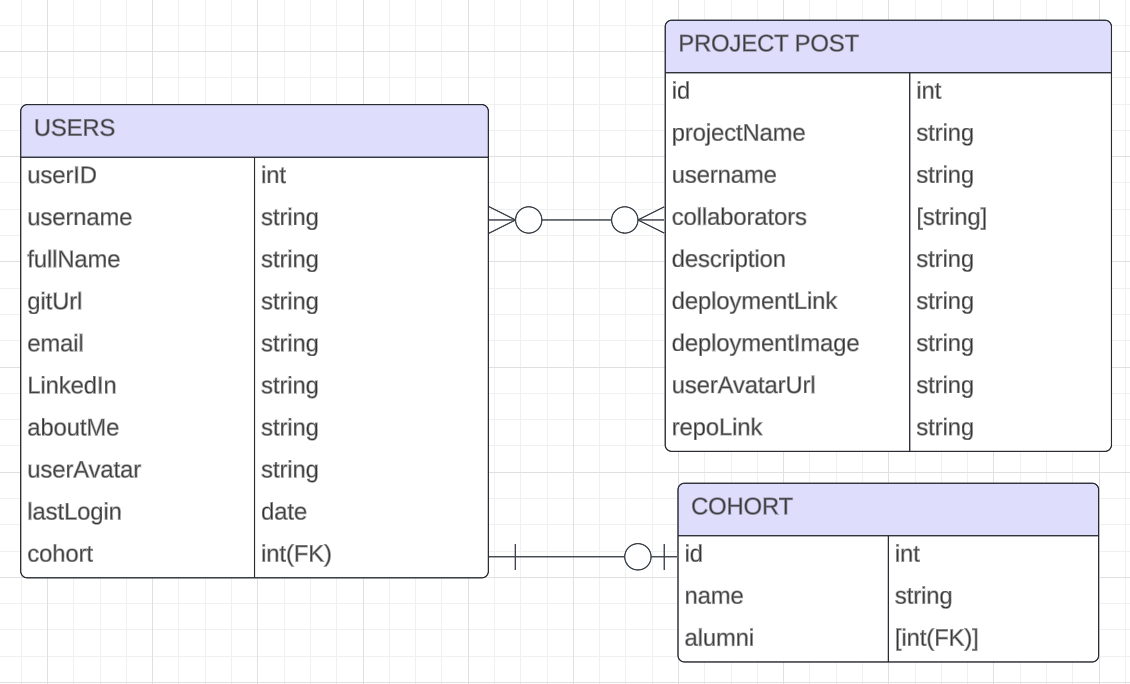 USERS
userID int
username string
fullName string
gitUrl string
email string
LinkedIn string
aboutMe string
userAvatar string
lastLogin date
cohort int(FK)
PROJECT POST
id int
projectName string
username string
collaborators [string]
description string
deploymentLink string
deploymentImage string
userAvatarUrl string
repoLink string
COHORT
id int
name string
alumni [int(FK)]